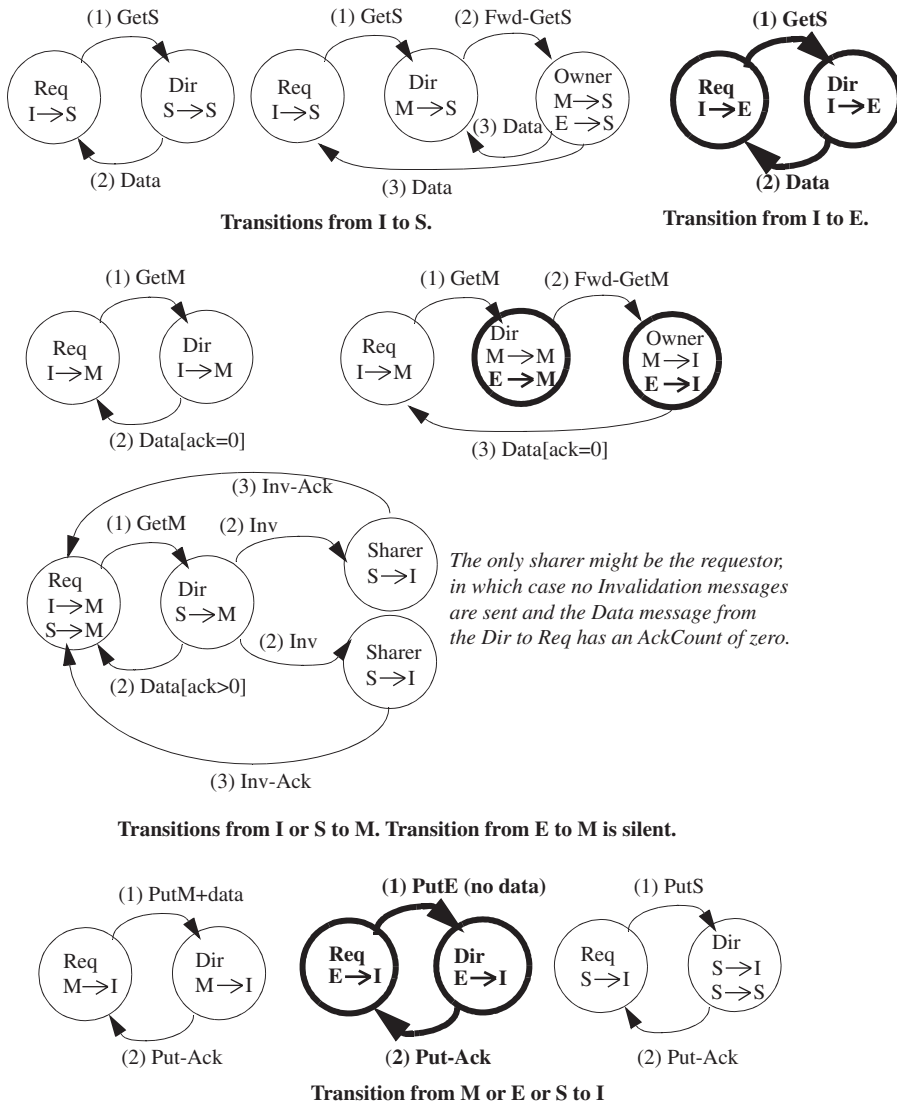 (1) GetS
Req
I→S
Dir
S→S
(2) Data
(1) GetS
(2) Fwd-GetS
Req
I→S
Dir
M→S
Owner
M→S
E→S
(3) Data
(3) Data
Transitions from I to S.
(1) GetS
Req
I→E
Dir
I→E
(2) Data
Transition from I to E.
(1) GetM
Req
I→M
Dir
I→M
(2) Data[ack=0]
(1) GetM
(2) Fwd-GetM
Req
I→M
Dir
M→M
E→M
Owner
M→I
E→I
(3) Data[ack=0]
(3) Inv-Ack
(1) GetM
(2) Inv
Req
I→M
S→M
Dir
S→M
Sharer
S→I
(2) Inv
Sharer
S→I
(2) Data[ack>0]
(3) Inv-Ack
The only sharer might be the requestor,
in which case no Invalidation messages
are sent and the Data message from
the Dir to Req has an AckCount of zero.
Transitions from I or S to M. Transition from E to M is silent.
(1) PutM+data
Req
M→I
Dir
M→I
(2) Put-Ack
(1) PutE (no data)
Req
E→I
Dir
E→I
(2) Put-Ack
(1) PutS
Req
S→I
Dir
S→I
S→S
(2) Put-Ack
Transition from M or E or S to I